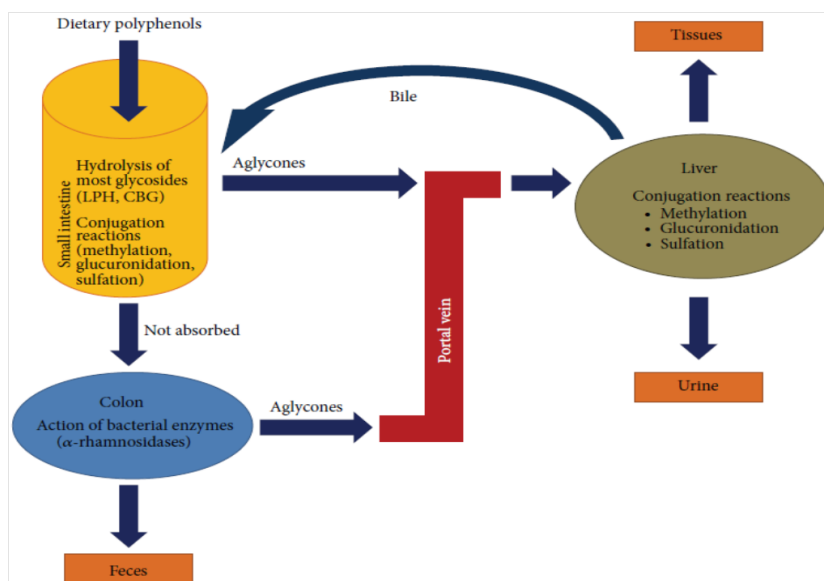 Dietary polyphenols
Small intestine
Hydrolysis of
most glycosides
(LPH, CBG)
Conjugation
reactions
(methylation,
glucuronidation,
sulfation)
Aglycones
Bile
Tissues
Liver
Conjugation reactions
• Methylation
• Glucuronidation
• Sulfation
Portal vein
Not absorbed
Colon
Action of bacterial enzymes
(α-rhamnosidases)
Aglycones
Urine
Feces